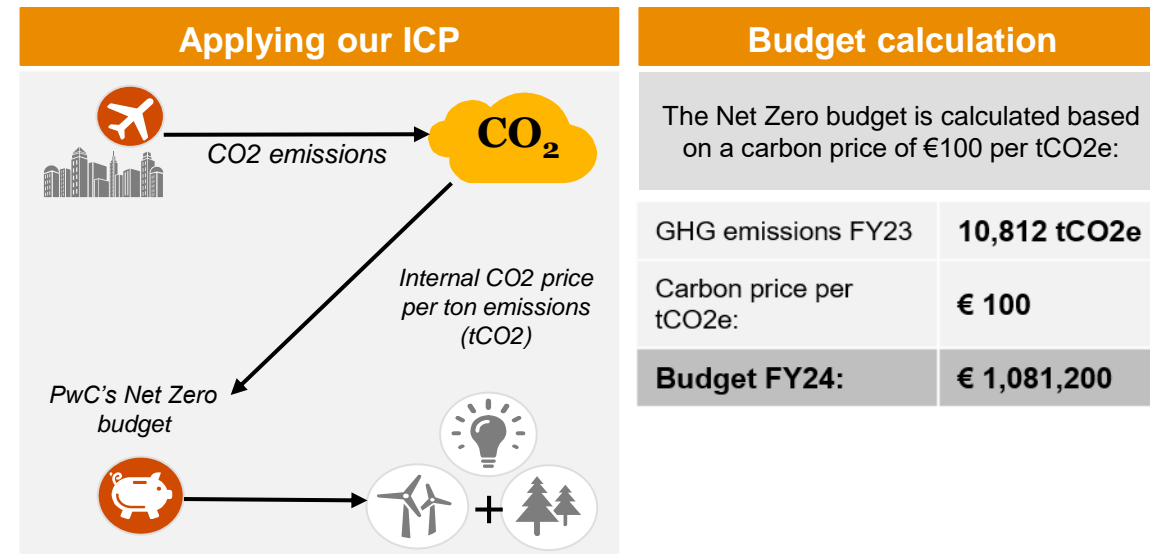 Applying our ICP
CO2 emissions
CO₂
Internal CO2 price
per ton emissions
(tCO2)
PwC’s Net Zero
budget
+
Budget calculation
The Net Zero budget is calculated based
on a carbon price of €100 per tCO2e:
GHG emissions FY23 10,812 tCO2e
Carbon price per
tCO2e:
€ 100
Budget FY24: € 1,081,200